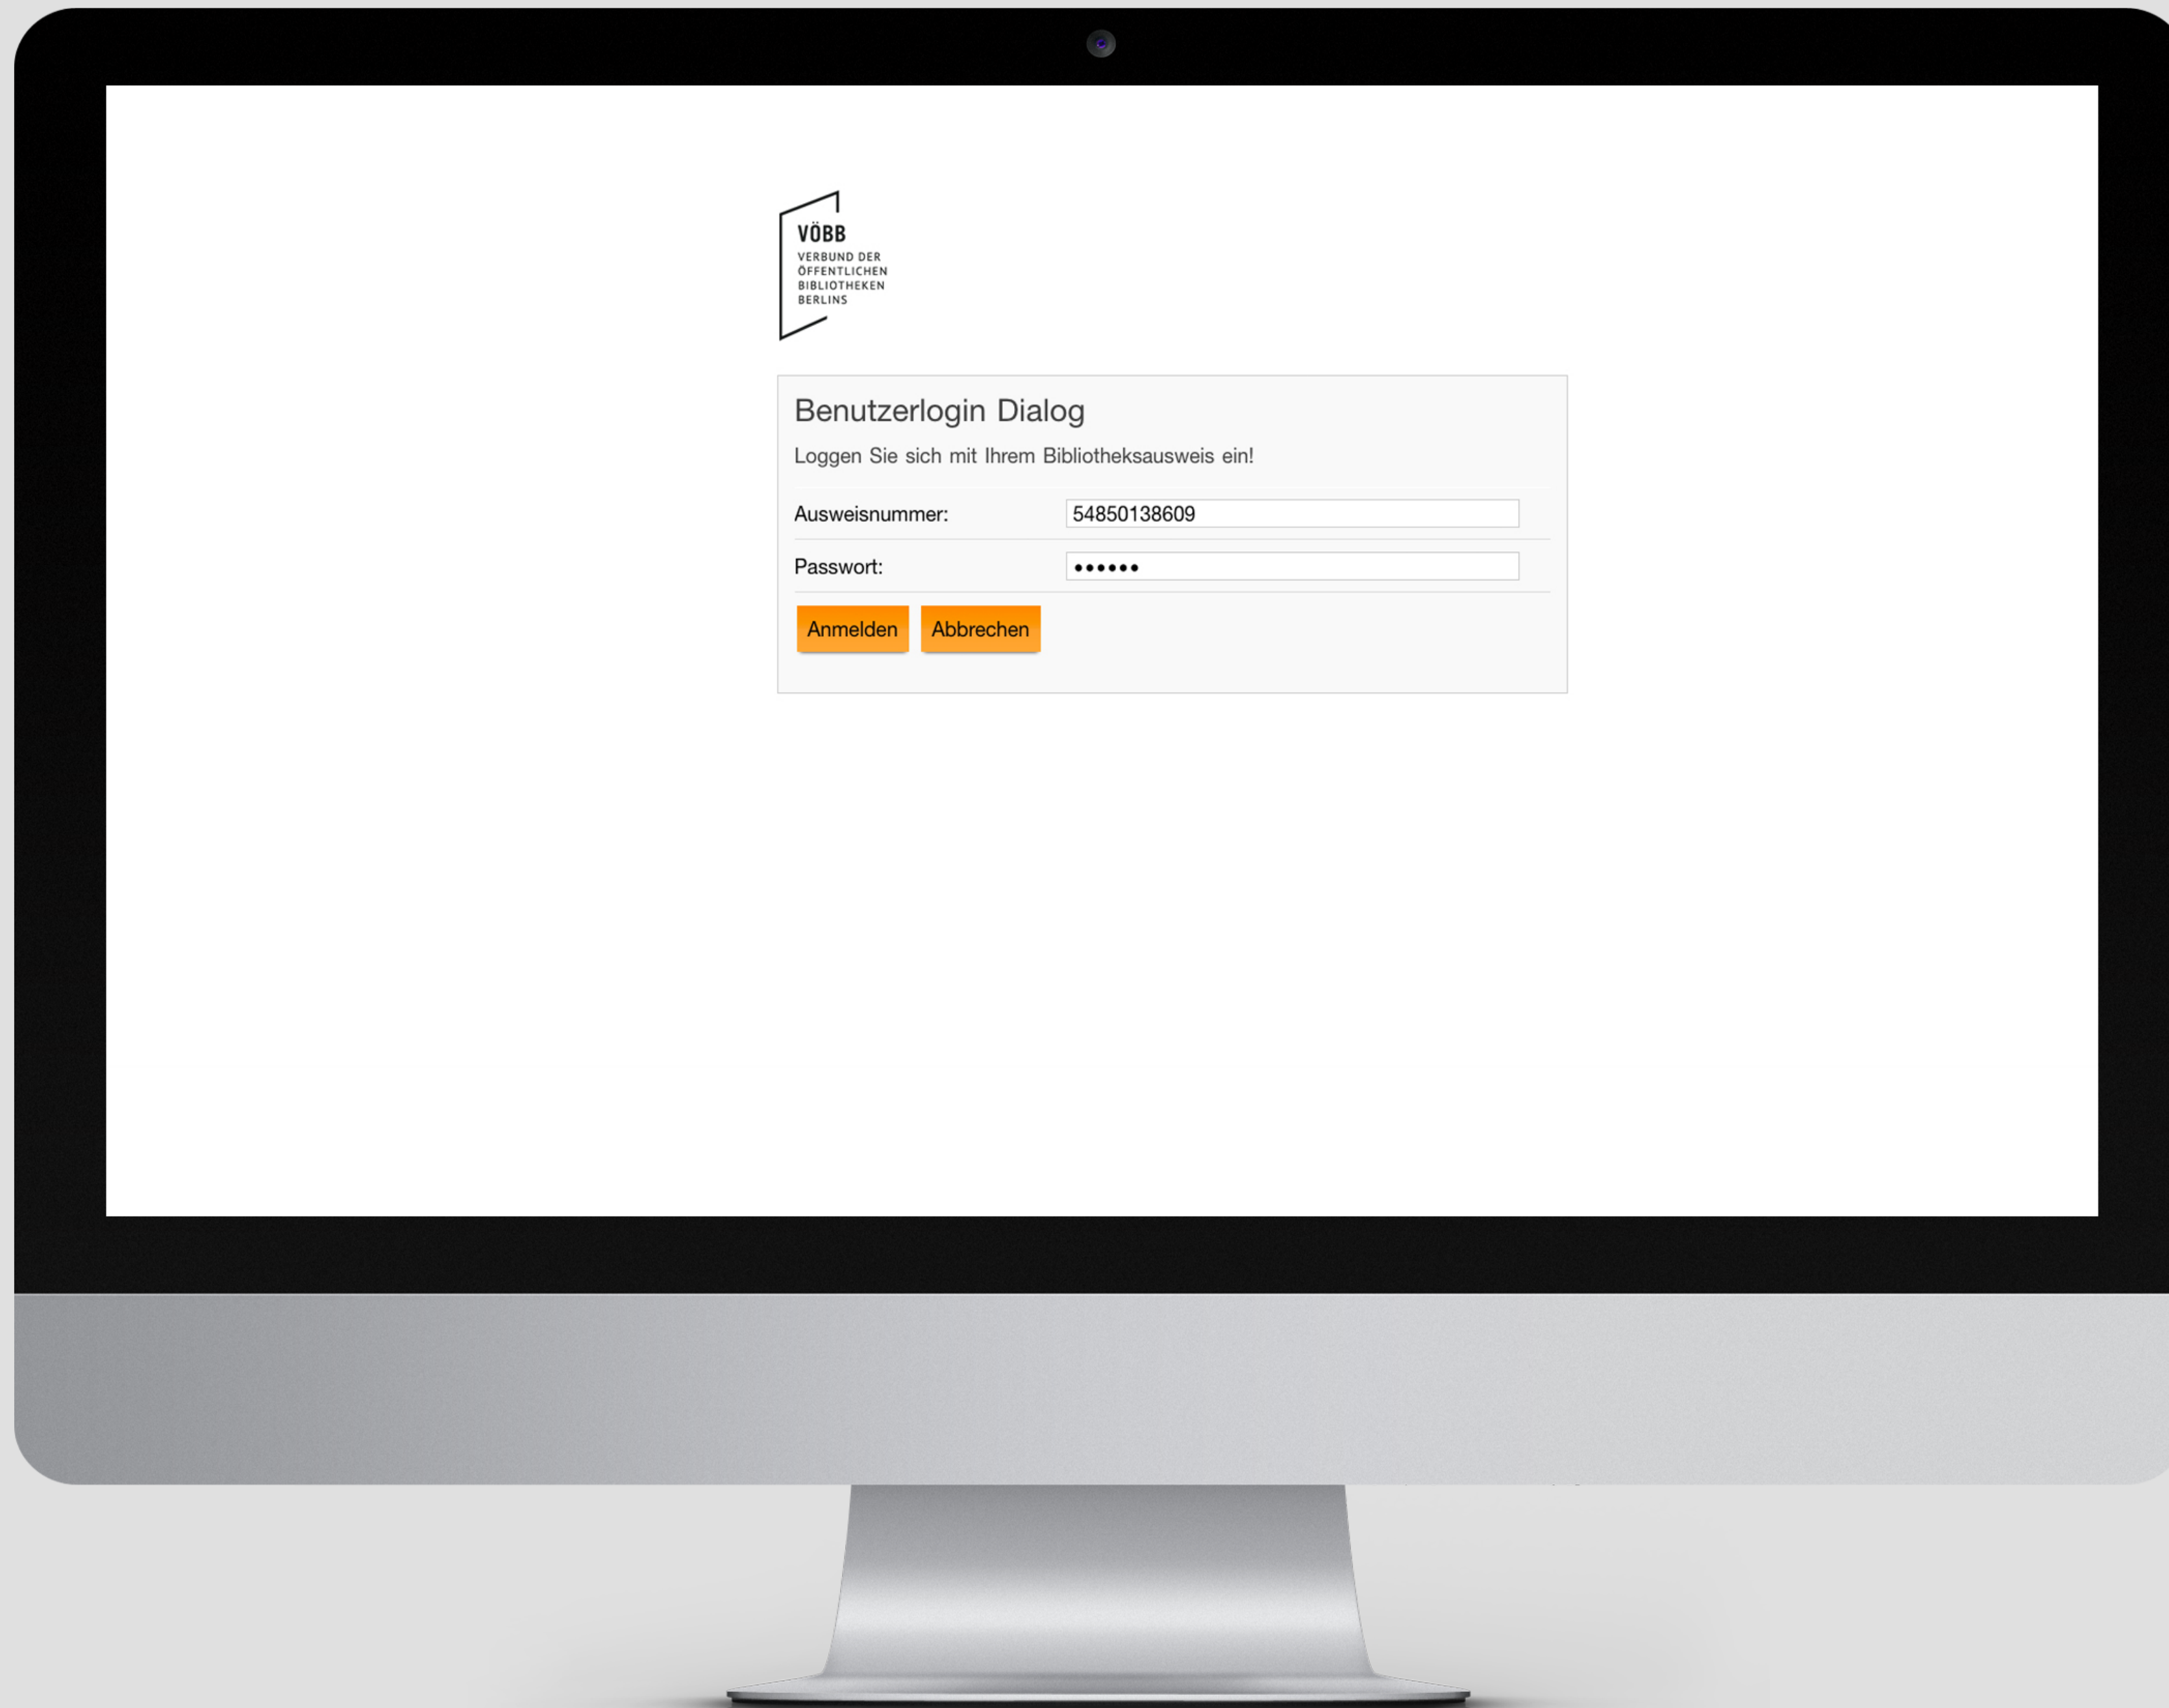 VÖBB
VERBUND DER
ÖFFENTLICHEN
BIBLIOTHEKEN
BERLINS
Benutzerlogin Dialog
Loggen Sie sich mit Ihrem Bibliotheksausweis ein!
Ausweisnummer: 54850138609
Passwort: ••••••
Anmelden Abbrechen